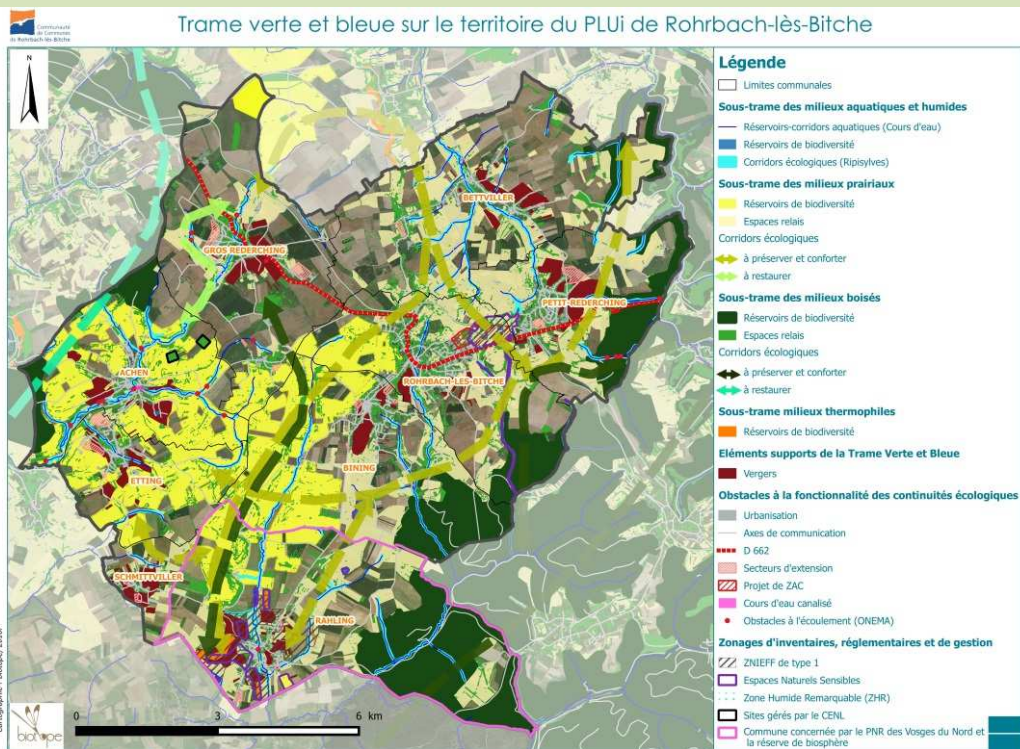 Communauté
de Communes
de Rohrbach-lès-Bitche
Trame verte et bleue sur le territoire du PLUi de Rohrbach-lès-Bitche
N
BETTVILLER
GROS REDERCHING
PETIT-REDERCHING
ACHEN
ROHRBACH-LES-BITCHE
BINING
ETTING
SCHMITTVILLER
RAHLING
biotope
0 3 6 km
Légende
Limites communales
Sous-trame des milieux aquatiques et humides
Réservoirs-corridors aquatiques (Cours d'eau)
Réservoirs de biodiversité
Corridors écologiques (Ripisylves)
Sous-trame des milieux prairiaux
Réservoirs de biodiversité
Espaces relais
Corridors écologiques
à préserver et conforter
à restaurer
Sous-trame des milieux boisés
Réservoirs de biodiversité
Espaces relais
Corridors écologiques
à préserver et conforter
à restaurer
Sous-trame milieux thermophiles
Réservoirs de biodiversité
Eléments supports de la Trame Verte et Bleue
Vergers
Obstacles à la fonctionnalité des continuités écologiques
Urbanisation
Axes de communication
D 662
Secteurs d'extension
Projet de ZAC
Cours d'eau canalisé
Obstacles à l'écoulement (ONEMA)
Zonages d'inventaires, réglementaires et de gestion
ZNIEFF de type 1
Espaces Naturels Sensibles
Zone Humide Remarquable (ZHR)
Sites gérés par le CENL
Commune concernée par le PNR des Vosges du Nord et
la réserve de biosphère